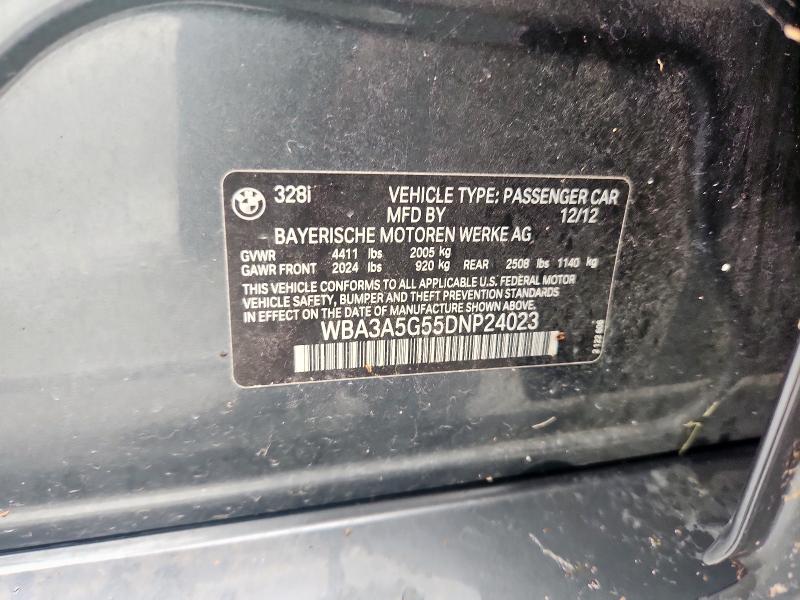 328i VEHICLE TYPE: PASSENGER CAR
MFD BY 12/12
BAYERISCHE MOTOREN WERKE AG
GVWR 4411 lbs 2005 kg
GAWR FRONT 2024 lbs 920 kg REAR 2508 lbs 1140 kg
THIS VEHICLE CONFORMS TO ALL APPLICABLE U.S. FEDERAL MOTOR
VEHICLE SAFETY, BUMPER AND THEFT PREVENTION STANDARDS
IN EFFECT ON THE DATE OF MANUFACTURE SHOWN ABOVE.
WBA3A5G55DNP24023